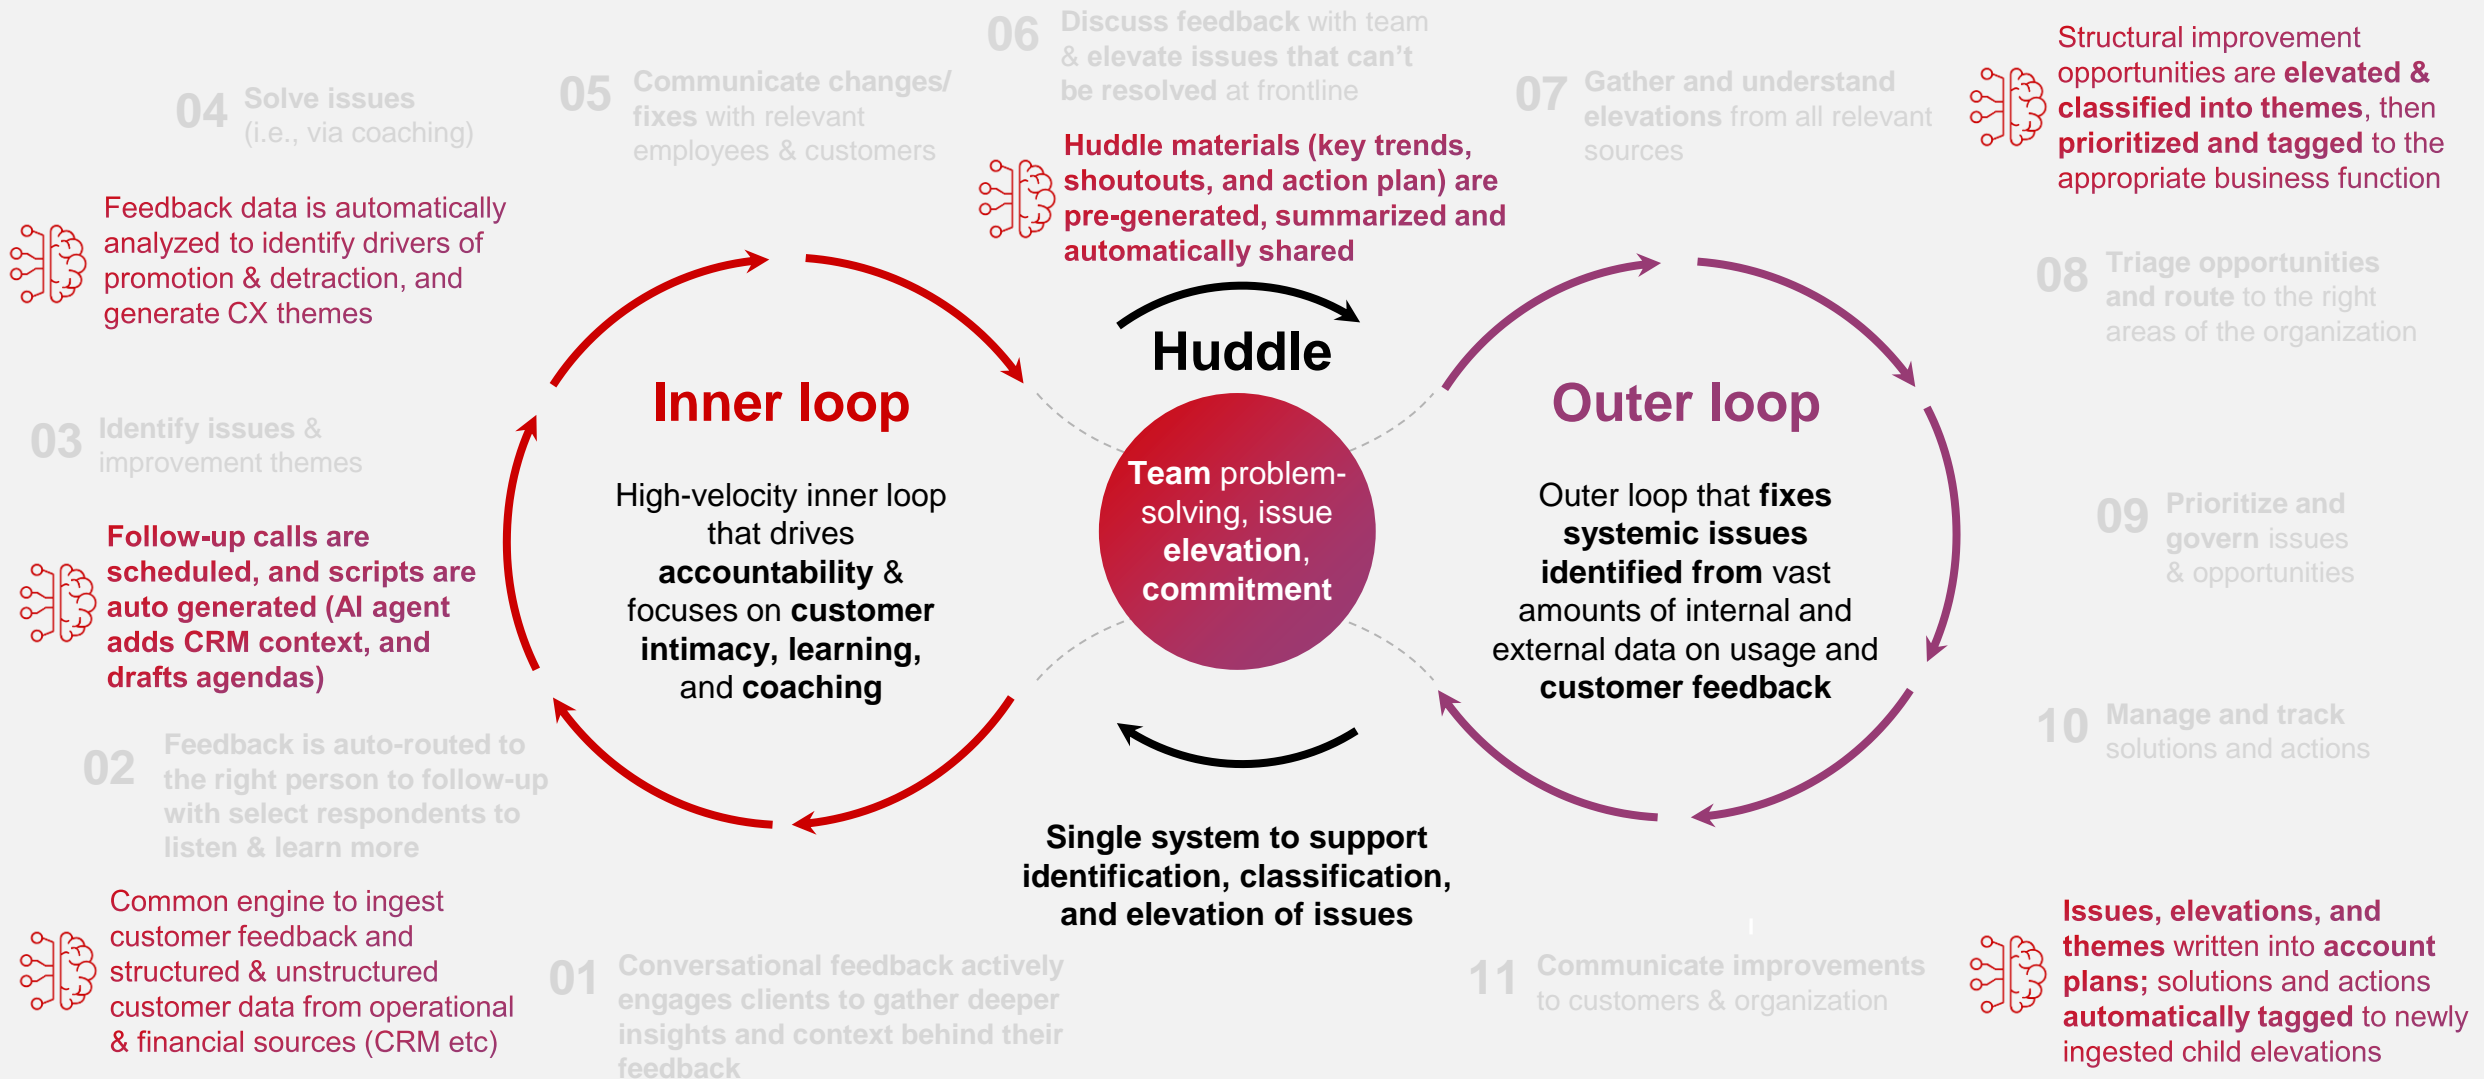 06
Discuss feedback with team
& elevate issues that can't
be resolved at frontline
Huddle materials (key trends,
shoutouts, and action plan) are
pre-generated, summarized and
automatically shared
04
Solve issues
(i.e., via coaching)
05
Communicate changes/
fixes with relevant
employees & customers
07
Gather and understand
elevations from all relevant
sources
Structural improvement
opportunities are elevated &
classified into themes, then
prioritized and tagged to the
appropriate business function
Feedback data is automatically
analyzed to identify drivers of
promotion & detraction, and
generate CX themes
08
Triage opportunities
and route to the right
areas of the organization
03
Identify issues &
improvement themes
Inner loop
High-velocity inner loop
that drives
accountability &
focuses on customer
intimacy, learning,
and coaching
Huddle
Team problem-
solving, issue
elevation,
commitment
Outer loop
Outer loop that fixes
systemic issues
identified from vast
amounts of internal and
external data on usage and
customer feedback
09
Prioritize and
govern issues
& opportunities
Follow-up calls are
scheduled, and scripts are
auto generated (AI agent
adds CRM context, and
drafts agendas)
02
Feedback is auto-routed to
the right person to follow-up
with select respondents to
listen & learn more
10
Manage and track
solutions and actions
Single system to support
identification, classification,
and elevation of issues
Common engine to ingest
customer feedback and
structured & unstructured
customer data from operational
& financial sources (CRM etc)
01
Conversational feedback actively
engages clients to gather deeper
insights and context behind their
feedback
11
Communicate improvements
to customers & organization
Issues, elevations, and
themes written into account
plans; solutions and actions
automatically tagged to newly
ingested child elevations